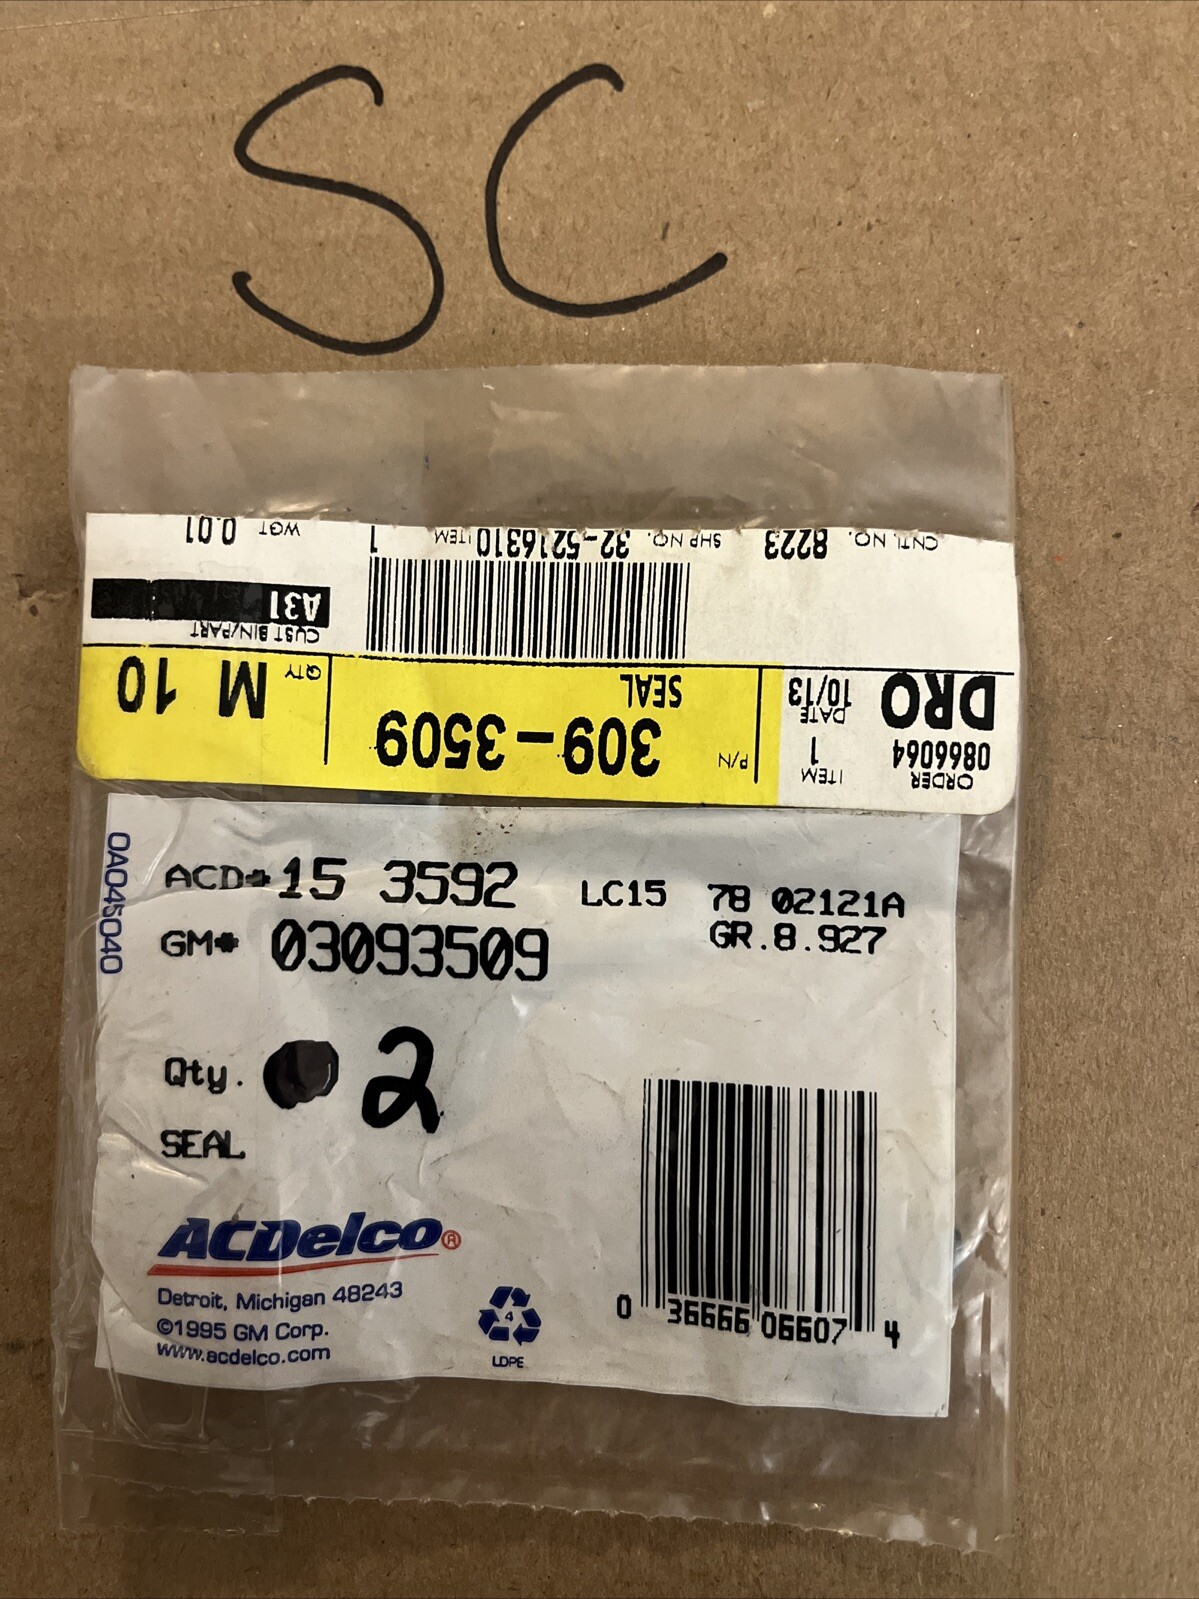 SC
ORDER
0866064
DRO
ITEM
1
DATE
10/13
P/N
309-3509
SEAL
QTY
M 10
CUST BIN/PART
A31
CNTL NO. 8223 SHP NO. 32-5216310 ITEM 1 WGT 0.01
0A045040
ACD# 15 3592 LC15 78 02121A
GM# 03093509 GR.8.927
Qty. 2
SEAL
ACDelco®
Detroit, Michigan 48243
©1995 GM Corp.
www.acdelco.com
4
LDPE
0 36666 06607 4